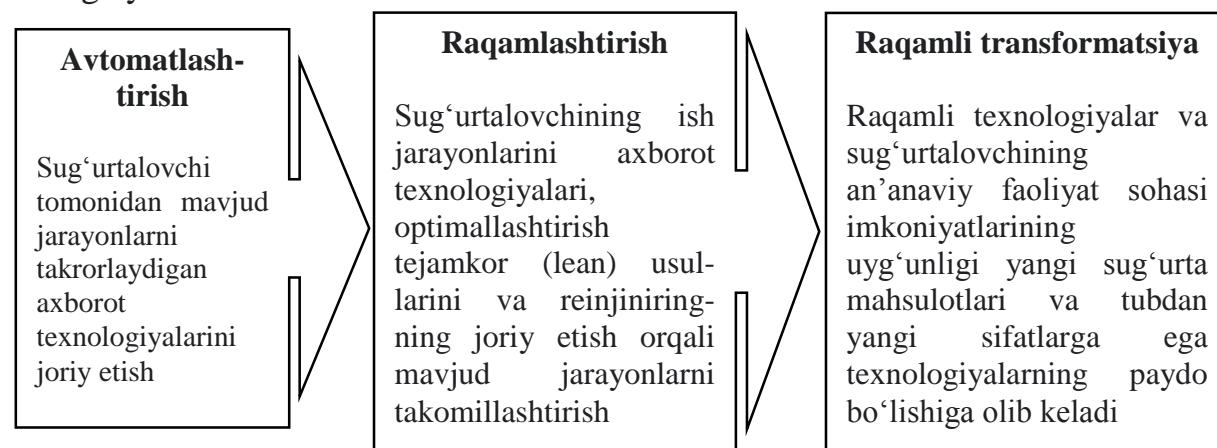 Avtomatlash-
tirish
Sug‘urtalovchi
tomonidan mavjud
jarayonlarni
takrorlaydigan
axborot
texnologiyalarini
joriy etish
Raqamlashtirish
Sug‘urtalovchining ish
jarayonlarini axborot
texnologiyalari,
optimallashtirish
tejamkor (lean) usul-
larini va reinjiniring-
ning joriy etish orqali
mavjud jarayonlarni
takomillashtirish
Raqamli transformatsiya
Raqamli texnologiyalar va
sug‘urtalovchining
an’anaviy faoliyat sohasi
imkoniyatlarining
uyg‘unligi yangi sug‘urta
mahsulotlari va tubdan
yangi sifatlarga ega
texnologiyalarning paydo
bo‘lishiga olib keladi